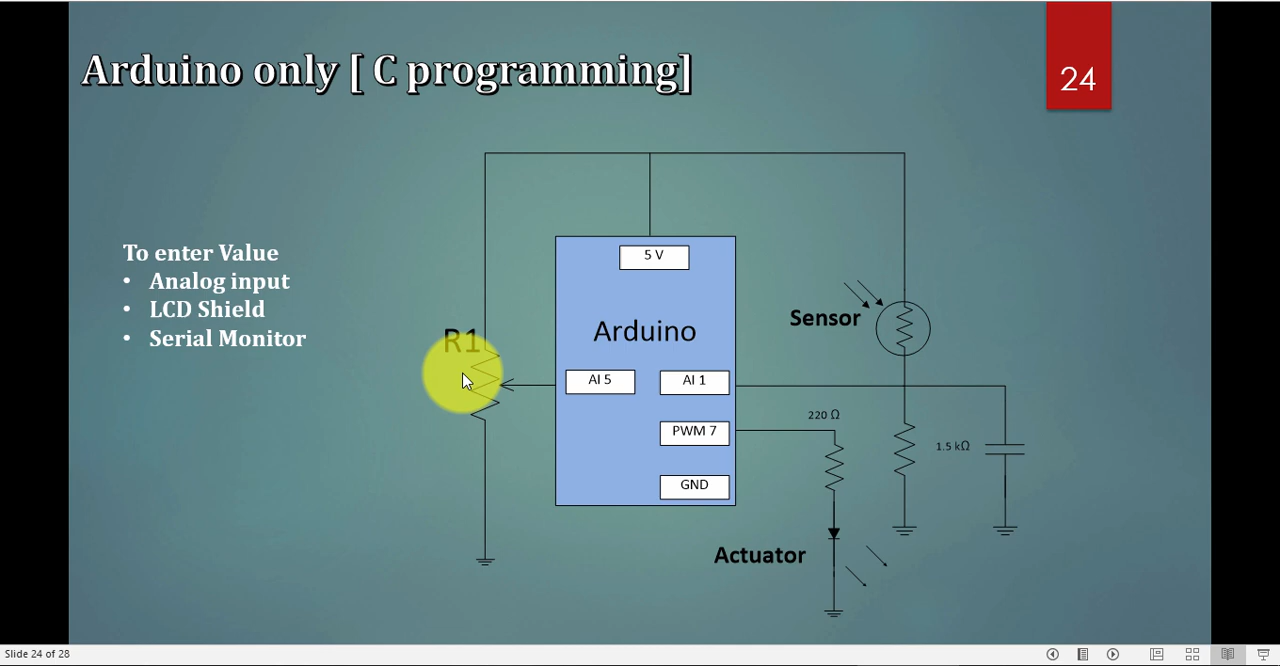 Arduino only [ C programming]
24
To enter Value
• Analog input
• LCD Shield
• Serial Monitor
R1
5 V
Arduino
AI 5
AI 1
PWM 7
GND
Sensor
220 Ω
1.5 kΩ
Actuator
Slide 24 of 28